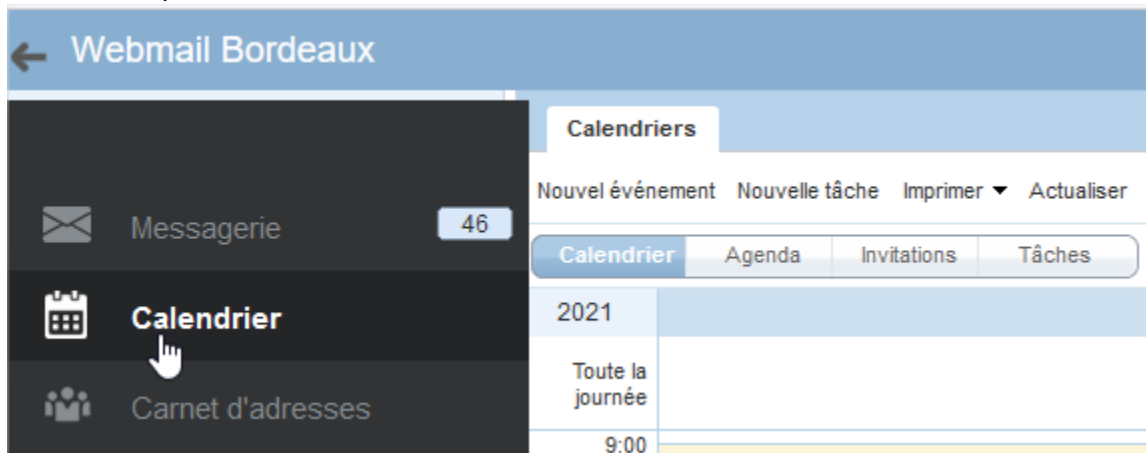 Webmail Bordeaux
Messagerie 46
Calendrier
Carnet d'adresses
Calendriers
Nouvel événement Nouvelle tâche Imprimer Actualiser
Calendrier Agenda Invitations Tâches
2021
Toute la
journée
9:00